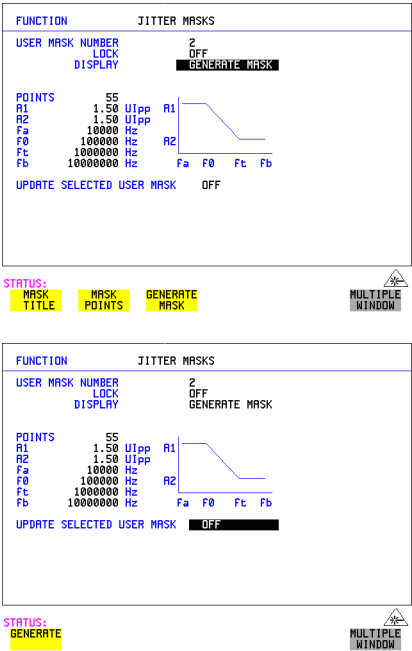 FUNCTION JITTER MASKS
USER MASK NUMBER 2
LOCK OFF
DISPLAY GENERATE MASK
POINTS 55
A1 1.50 UIpp A1
A2 1.50 UIpp
fa 10000 Hz
f0 100000 Hz A2
ft 1000000 Hz
fb 10000000 Hz fa f0 ft fb
UPDATE SELECTED USER MASK OFF
STATUS:
MASK TITLE
MASK POINTS
GENERATE MASK
MULTIPLE WINDOW
FUNCTION JITTER MASKS
USER MASK NUMBER 2
LOCK OFF
DISPLAY GENERATE MASK
POINTS 55
A1 1.50 UIpp A1
A2 1.50 UIpp
fa 10000 Hz
f0 100000 Hz A2
ft 1000000 Hz
fb 10000000 Hz fa f0 ft fb
UPDATE SELECTED USER MASK OFF
STATUS:
GENERATE
MULTIPLE WINDOW